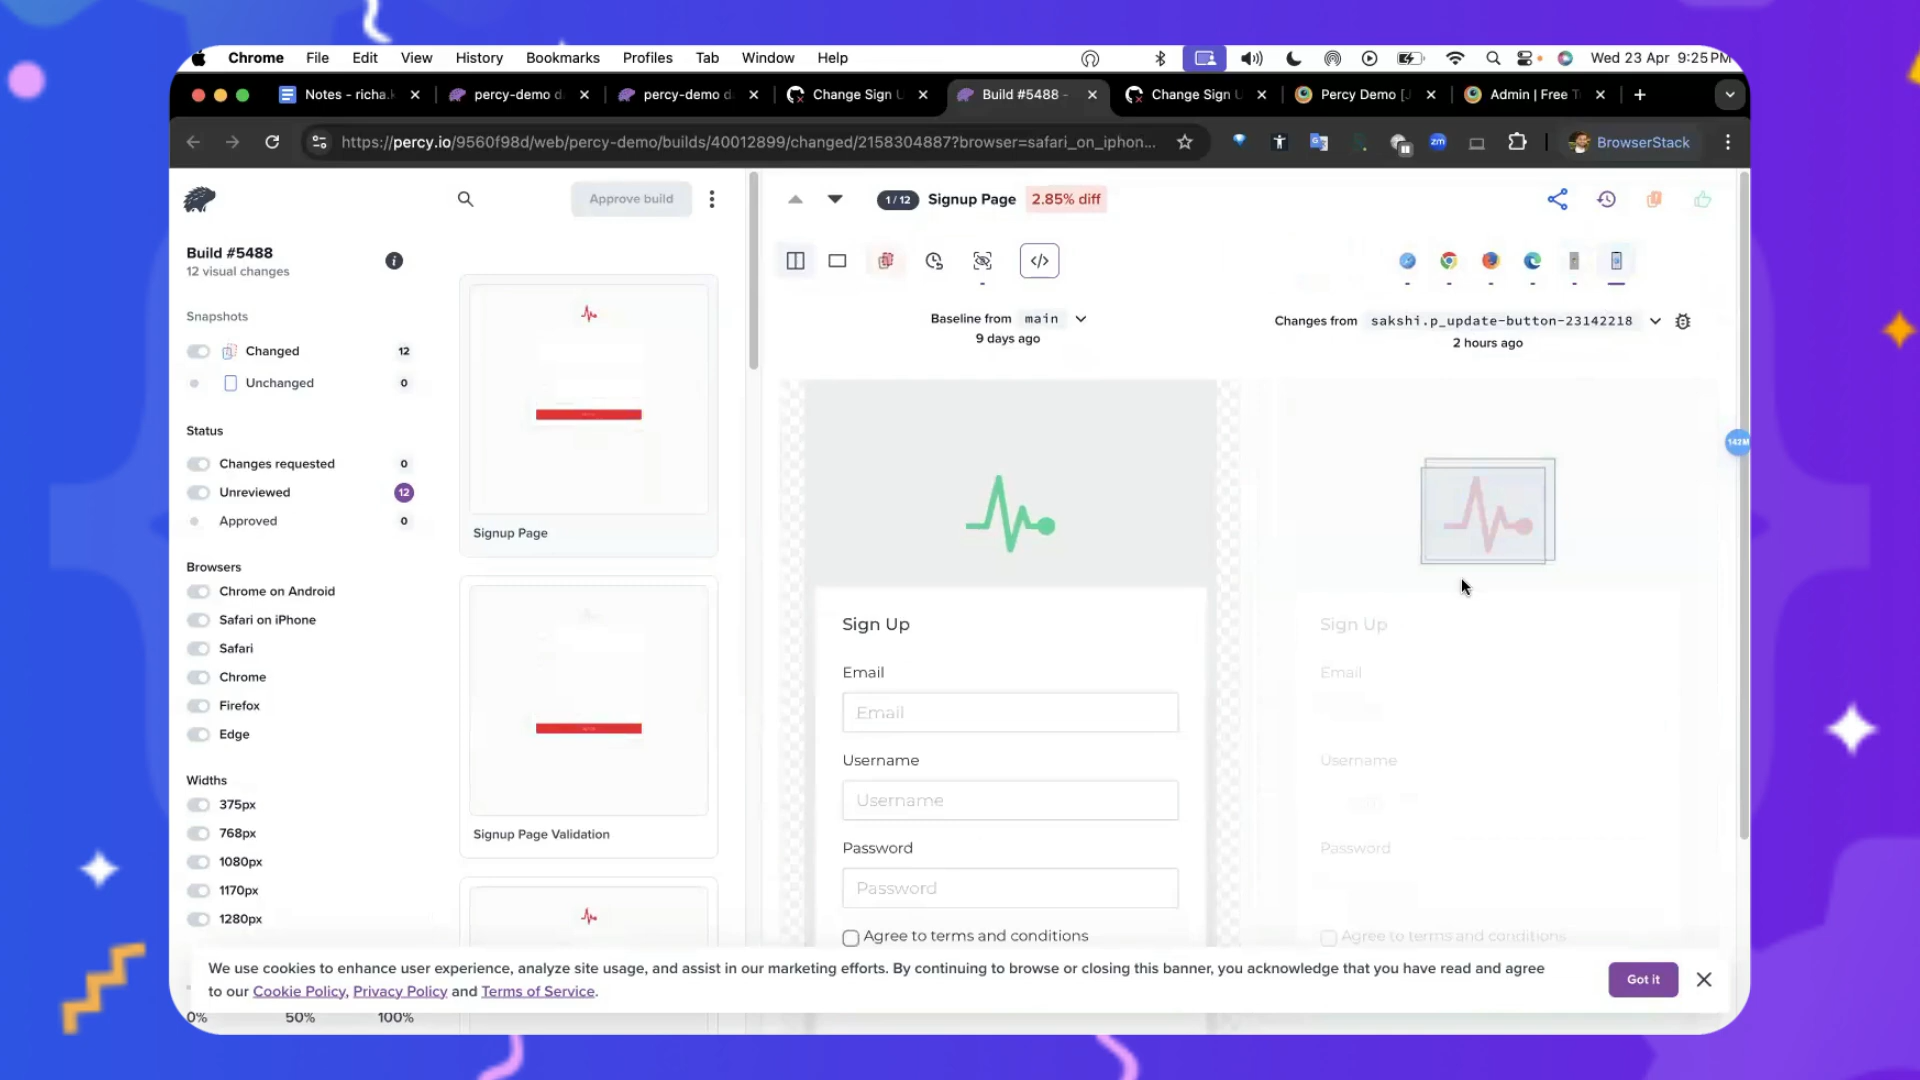 Chrome File Edit View History Bookmarks Profiles Tab Window Help Wed 23 Apr 9:25 PM
Notes - richa. percy-demo d percy-demo d Change Sign U Build #5488 - Change Sign U Percy Demo [ Admin | Free T
https://percy.io/9560f98d/web/percy-demo/builds/40012899/changed/2158304887?browser=safari_on_iphon... zm BrowserStack
Approve build
1 / 12 Signup Page 2.85% diff
Build #5488
12 visual changes
Snapshots
Changed 12
Unchanged 0
Status
Changes requested 0
Unreviewed 12
Approved 0
Browsers
Chrome on Android
Safari on iPhone
Safari
Chrome
Firefox
Edge
Widths
375px
768px
1080px
1170px
1280px
0% 50% 100%
Signup Page
Signup Page Validation
Baseline from main
9 days ago
Changes from sakshi.p_update-button-23142218
2 hours ago
142M
Sign Up
Email
Email
Username
Username
Password
Password
Agree to terms and conditions
Sign Up
Email
Username
Password
Agree to terms and conditions
We use cookies to enhance user experience, analyze site usage, and assist in our marketing efforts. By continuing to browse or closing this banner, you acknowledge that you have read and agree
to our Cookie Policy, Privacy Policy and Terms of Service.
Got it